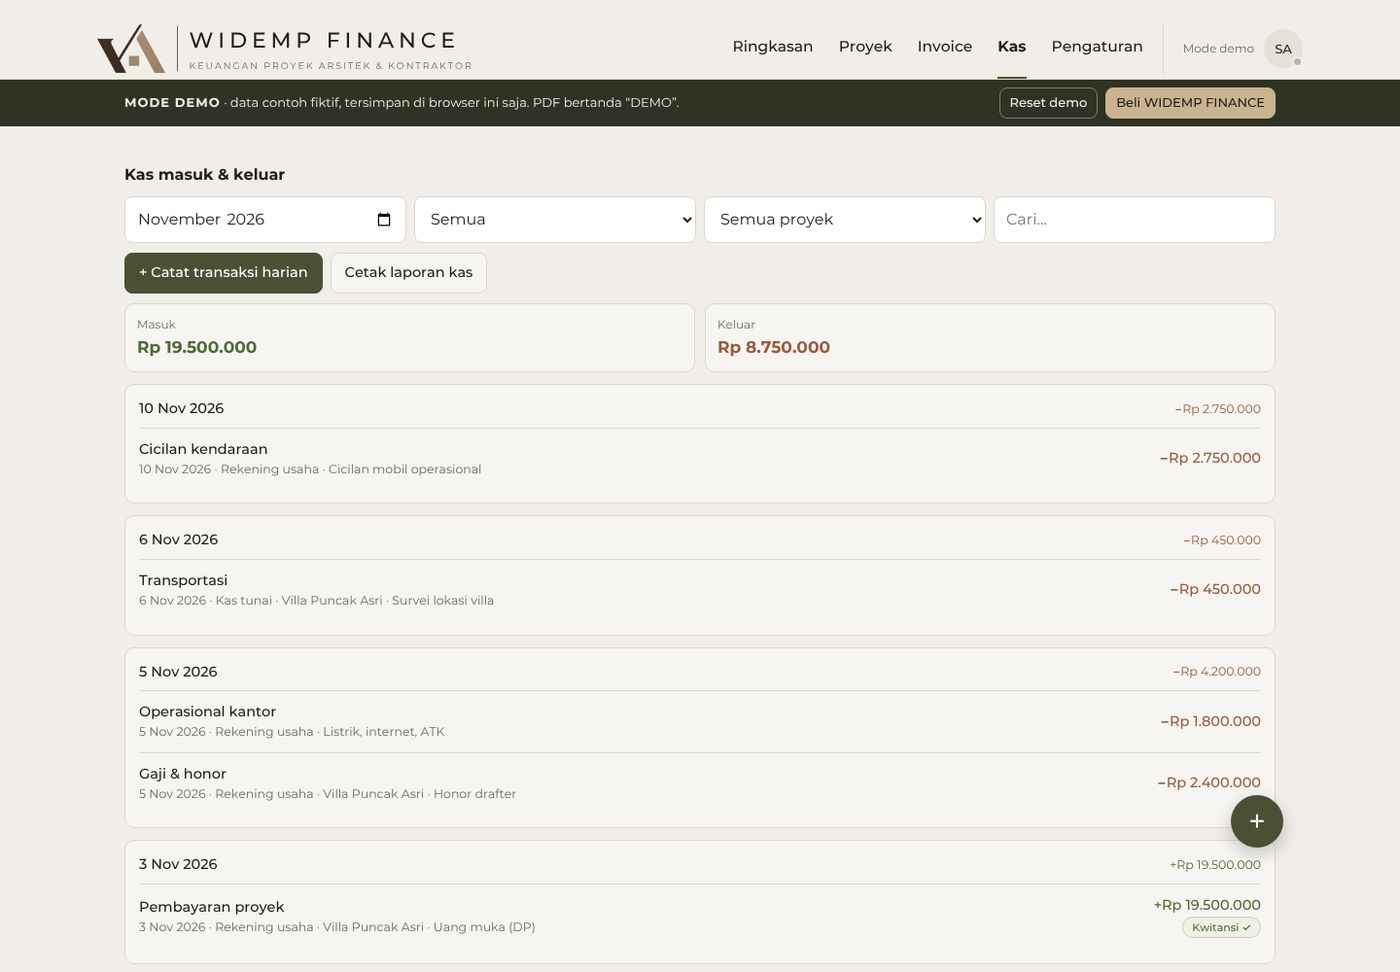 WIDEMP FINANCE
KEUANGAN PROYEK ARSITEK & KONTRAKTOR
Ringkasan Proyek Invoice Kas Pengaturan Mode demo SA
MODE DEMO · data contoh fiktif, tersimpan di browser ini saja. PDF bertanda “DEMO”. Reset demo Beli WIDEMP FINANCE
Kas masuk & keluar
November 2026 Semua Semua proyek Cari...
+ Catat transaksi harian Cetak laporan kas
Masuk
Rp 19.500.000
Keluar
Rp 8.750.000
10 Nov 2026 −Rp 2.750.000
Cicilan kendaraan
10 Nov 2026 · Rekening usaha · Cicilan mobil operasional
−Rp 2.750.000
6 Nov 2026 −Rp 450.000
Transportasi
6 Nov 2026 · Kas tunai · Villa Puncak Asri · Survei lokasi villa
−Rp 450.000
5 Nov 2026 −Rp 4.200.000
Operasional kantor
5 Nov 2026 · Rekening usaha · Listrik, internet, ATK
−Rp 1.800.000
Gaji & honor
5 Nov 2026 · Rekening usaha · Villa Puncak Asri · Honor drafter
−Rp 2.400.000
+
3 Nov 2026 +Rp 19.500.000
Pembayaran proyek
3 Nov 2026 · Rekening usaha · Villa Puncak Asri · Uang muka (DP)
+Rp 19.500.000
Kwitansi ✓